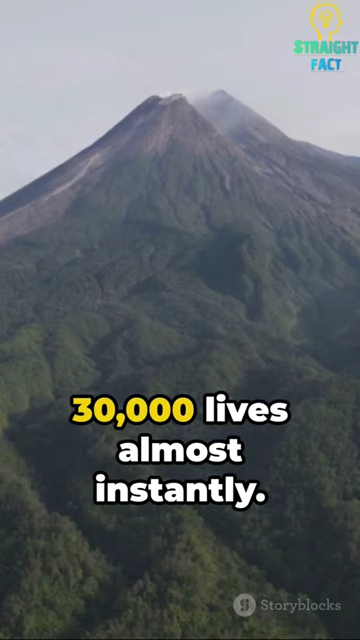 STRAIGHT
FACT
30,000 lives
almost
instantly.
Storyblocks